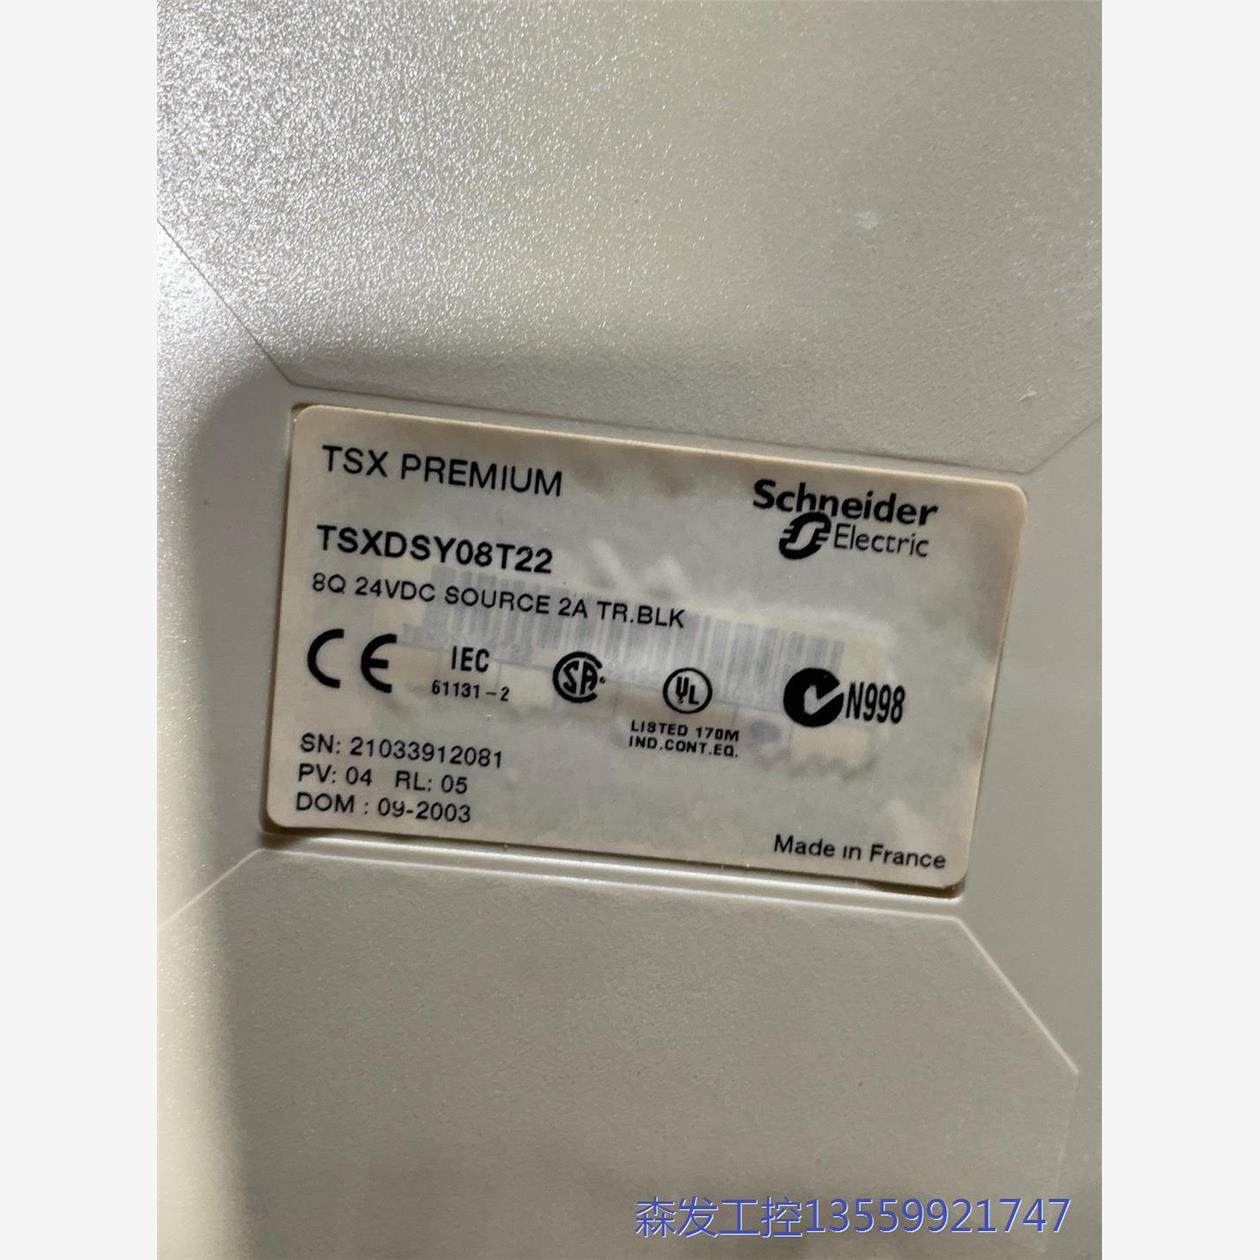 TSX PREMIUM
Schneider
Electric
TSXDSY08T22
8Q 24VDC SOURCE 2A TR.BLK
CE
IEC
61131-2
SA
UL
N998
LISTED 170M
IND.CONT.EQ.
SN: 21033912081
PV: 04 RL: 05
DOM : 09-2003
Made in France
森发工控13559921747